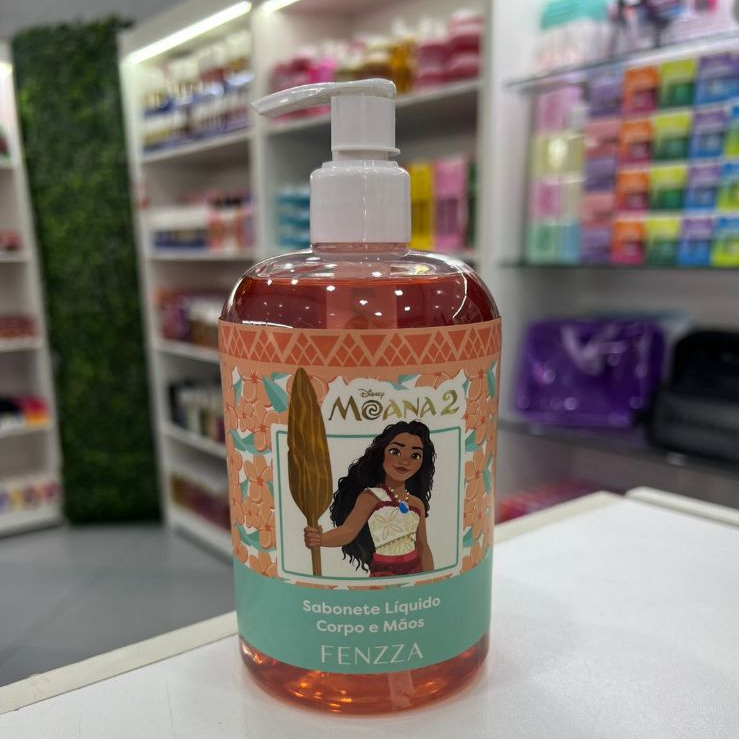 Disney
MOANA 2
Sabonete Líquido
Corpo e Mãos
FENZZA